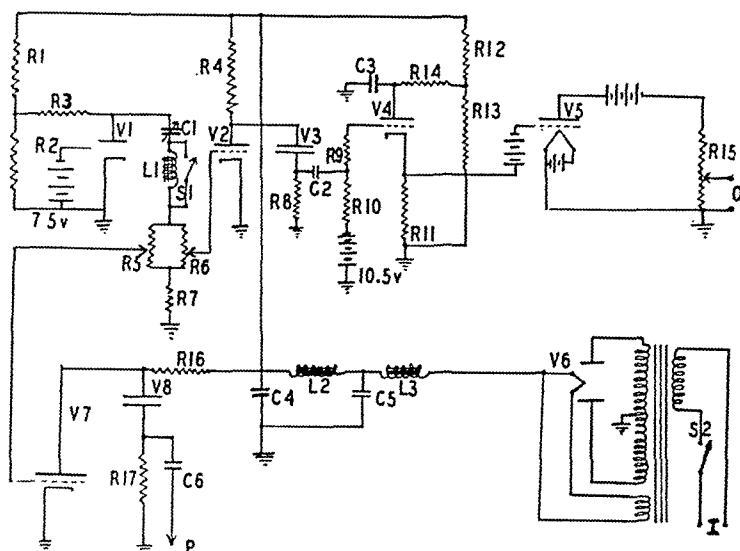 R1
R3
V1
R2
7.5v
C1
L1
S1
R4
V2
V3
R8
C2
R5
R6
R7
C3
R14
V4
R9
R10
10.5v
R11
R12
R13
V5
R15
O
R16
V8
V7
R17
C6
P
C4
L2
C5
L3
V6
S2
I